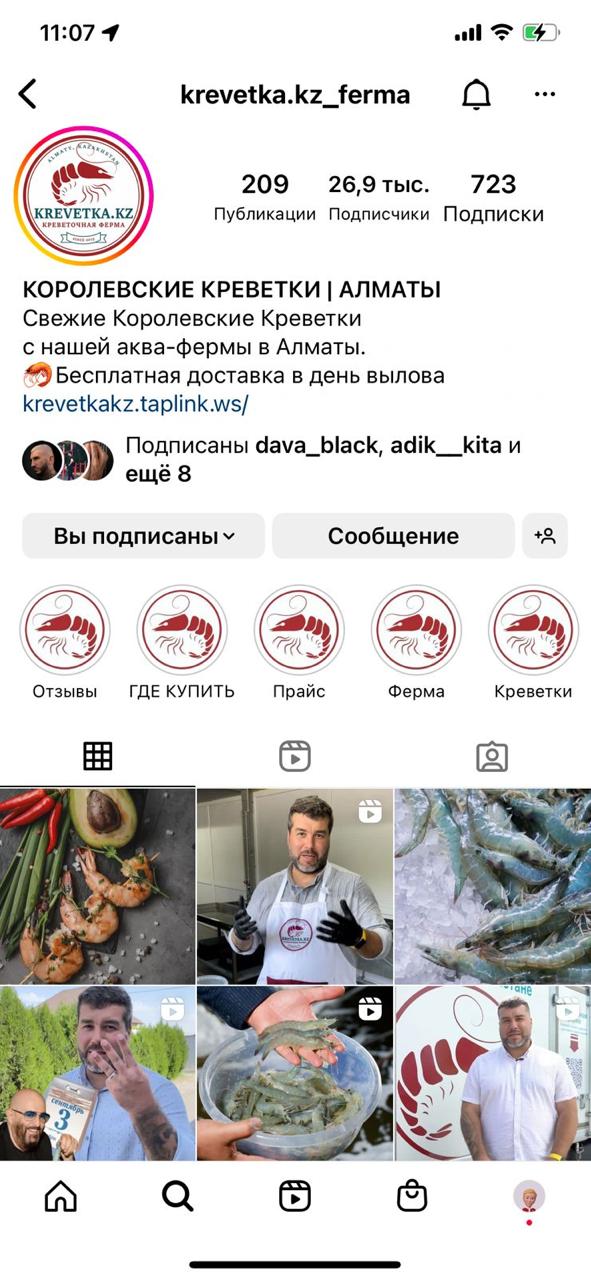 11:07
krevetka.kz_ferma
ALMATY, KAZAKHSTAN
KREVETKA.KZ
КРЕВЕТОЧНАЯ ФЕРМА
209
Публикации
26,9 тыс.
Подписчики
723
Подписки
КОРОЛЕВСКИЕ КРЕВЕТКИ | АЛМАТЫ
Свежие Королевские Креветки
с нашей аква-фермы в Алматы.
🦐Бесплатная доставка в день вылова
krevetkakz.taplink.ws/
Подписаны dava_black, adik__kita и
ещё 8
Вы подписаны
Сообщение
Отзывы
ГДЕ КУПИТЬ
Прайс
Ферма
Креветки
KREVETKA.KZ
сентябрь
3